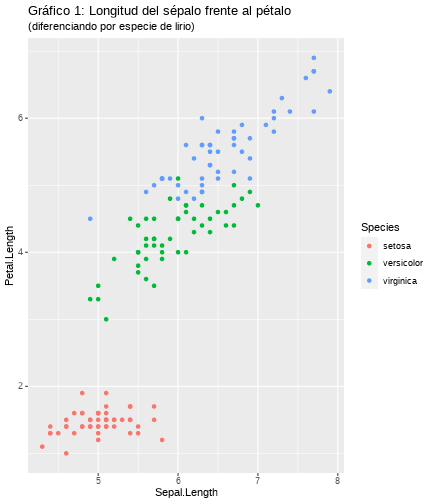 Gráfico 1: Longitud del sépalo frente al pétalo
(diferenciando por especie de lirio)
6
4
2
Petal.Length
5 6 7 8
Sepal.Length
Species
setosa
versicolor
virginica